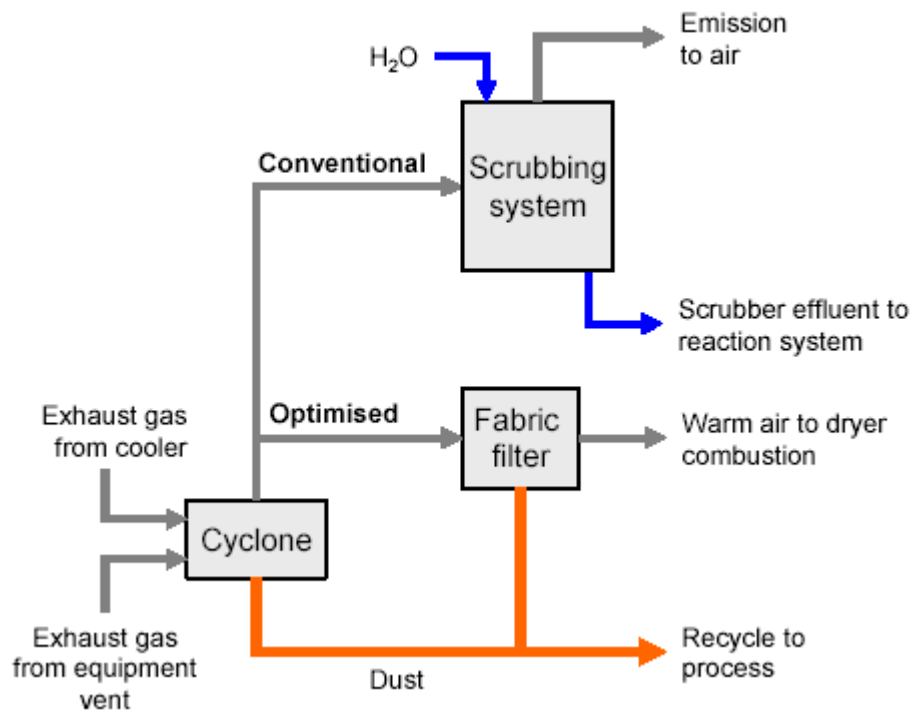 Emission
to air
H₂O
Conventional
Scrubbing
system
Scrubber effluent to
reaction system
Exhaust gas
from cooler
Optimised
Fabric
filter
Warm air to dryer
combustion
Cyclone
Exhaust gas
from equipment
vent
Dust
Recycle to
process